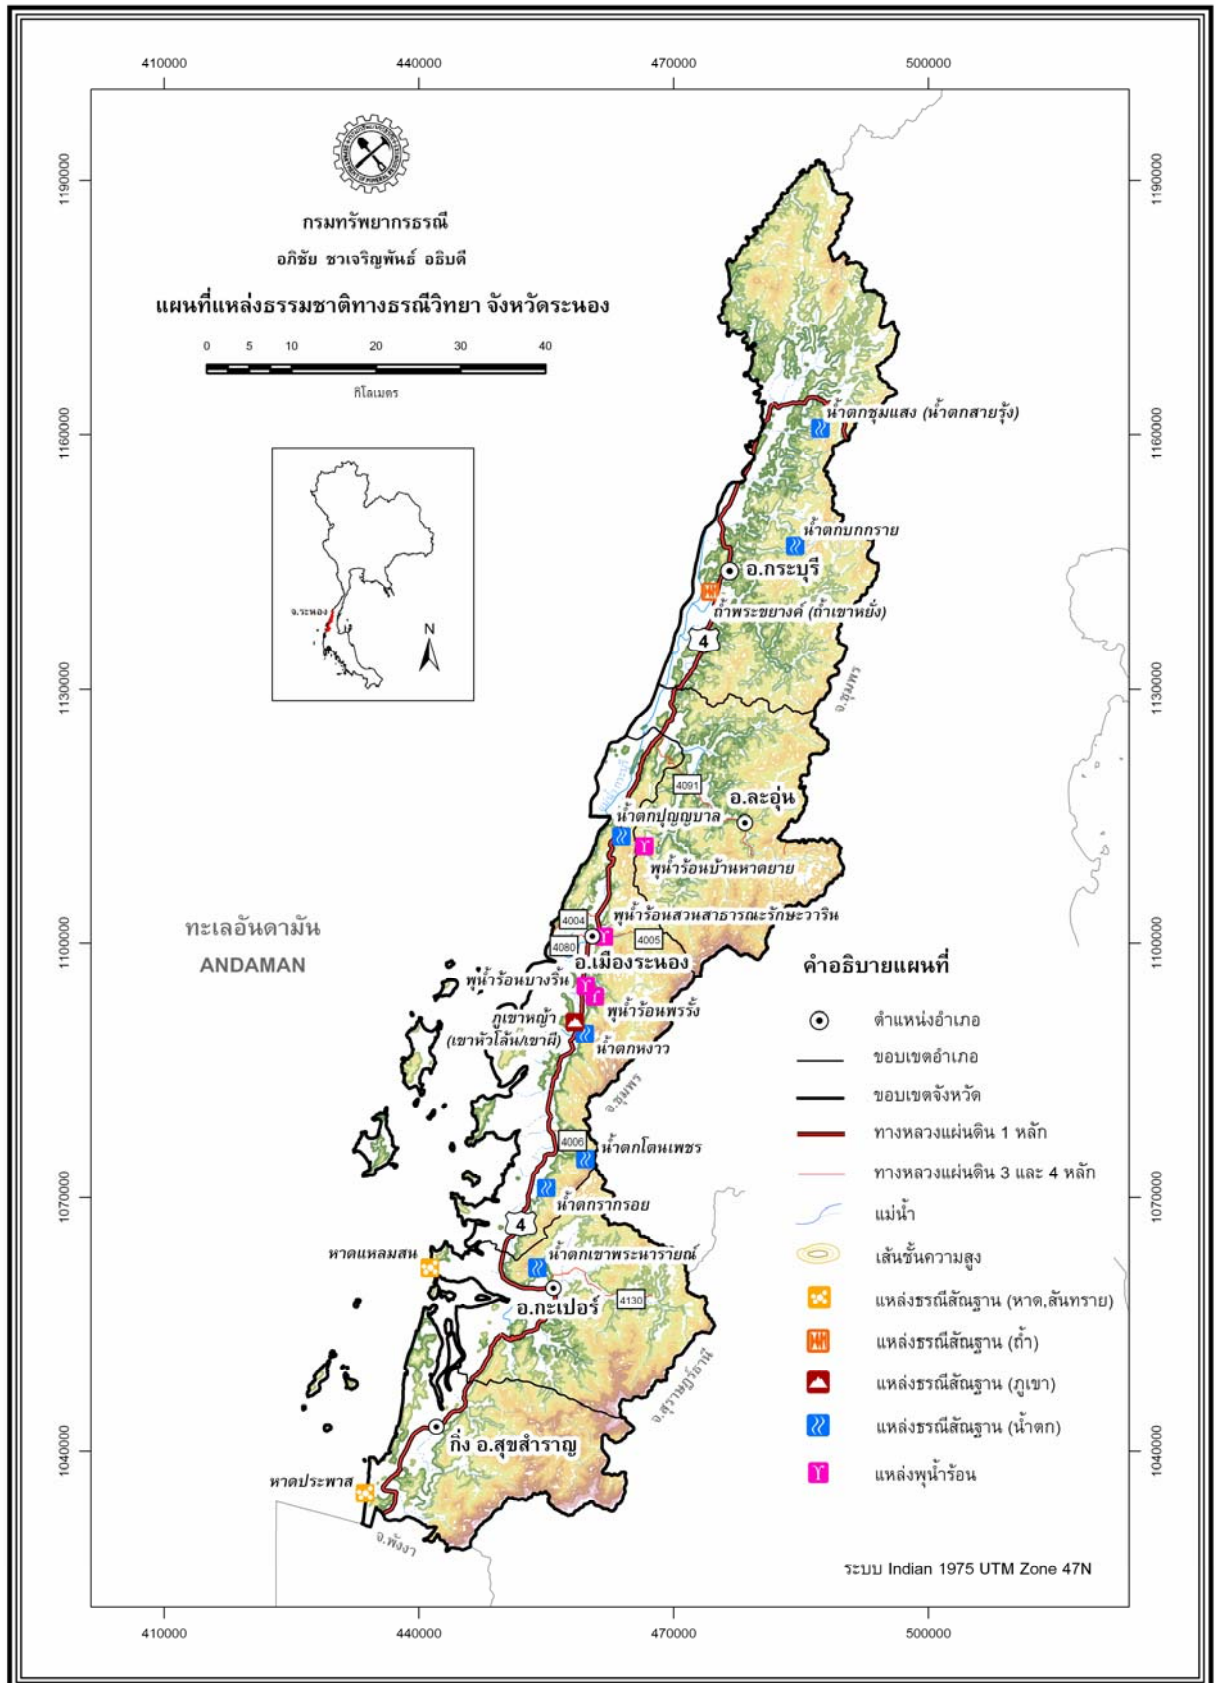 410000 440000 470000 500000
กรมทรัพยากรธรณี
อภิชัย ชวเจริญพันธ์ อธิบดี
แผนที่แหล่งธรรมชาติทางธรณีวิทยา จังหวัดระนอง
0 5 10 20 30 40
กิโลเมตร
จ.ระนอง
N
1190000 1190000
1160000 1160000
1130000 1130000
1100000 1100000
1070000 1070000
1040000 1040000
น้ำตกชุมแสง (น้ำตกสายรุ้ง)
น้ำตกบกกราย
อ.กระบุรี
ถ้ำพระขยางค์ (ถ้ำเขาหยั่ง)
4
จ.ชุมพร
แม่น้ำกระบุรี
4091
อ.ละอุ่น
น้ำตกปุญญบาล
พุน้ำร้อนบ้านหาดยาย
4004
พุน้ำร้อนสวนสาธารณะรักษะวาริน
4080
4005
อ.เมืองระนอง
ทะเลอันดามัน
ANDAMAN
พุน้ำร้อนบางริ้น
พุน้ำร้อนพรรั้ง
ภูเขาหญ้า
(เขาหัวโล้น/เขาผี)
น้ำตกหงาว
จ.ชุมพร
4006
น้ำตกโตนเพชร
น้ำตกรากรอย
4
หาดแหลมสน
น้ำตกเขาพระนารายณ์
อ.กะเปอร์
4130
จ.สุราษฎร์ธานี
กิ่ง อ.สุขสำราญ
หาดประพาส
จ.พังงา
คำอธิบายแผนที่
ตำแหน่งอำเภอ
ขอบเขตอำเภอ
ขอบเขตจังหวัด
ทางหลวงแผ่นดิน 1 หลัก
ทางหลวงแผ่นดิน 3 และ 4 หลัก
แม่น้ำ
เส้นชั้นความสูง
แหล่งธรณีสัณฐาน (หาด,สันทราย)
แหล่งธรณีสัณฐาน (ถ้ำ)
แหล่งธรณีสัณฐาน (ภูเขา)
แหล่งธรณีสัณฐาน (น้ำตก)
แหล่งพุน้ำร้อน
ระบบ Indian 1975 UTM Zone 47N
410000 440000 470000 500000